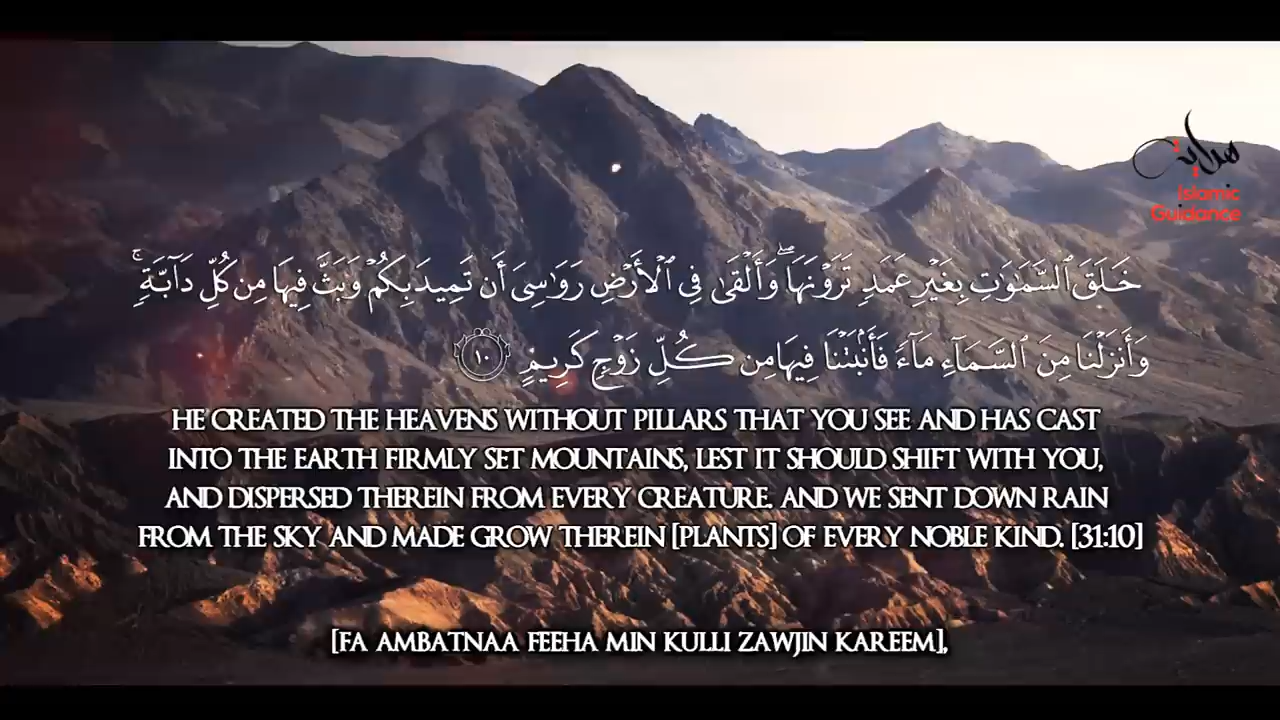 هداية
Islamic
Guidance
خَلَقَ ٱلسَّمَٰوَٰتِ بِغَيْرِ عَمَدٍ تَرَوْنَهَا ۖ وَأَلْقَىٰ فِى ٱلْأَرْضِ رَوَٰسِىَ أَن تَمِيدَ بِكُمْ وَبَثَّ فِيهَا مِن كُلِّ دَآبَّةٍ ۚ
وَأَنزَلْنَا مِنَ ٱلسَّمَآءِ مَآءً فَأَنۢبَتْنَا فِيهَا مِن كُلِّ زَوْجٍ كَرِيمٍ ١٠
HE CREATED THE HEAVENS WITHOUT PILLARS THAT YOU SEE AND HAS CAST
INTO THE EARTH FIRMLY SET MOUNTAINS, LEST IT SHOULD SHIFT WITH YOU,
AND DISPERSED THEREIN FROM EVERY CREATURE. AND WE SENT DOWN RAIN
FROM THE SKY AND MADE GROW THEREIN [PLANTS] OF EVERY NOBLE KIND. [31:10]
[FA AMBATNAA FEEHA MIN KULLI ZAWJIN KAREEM],